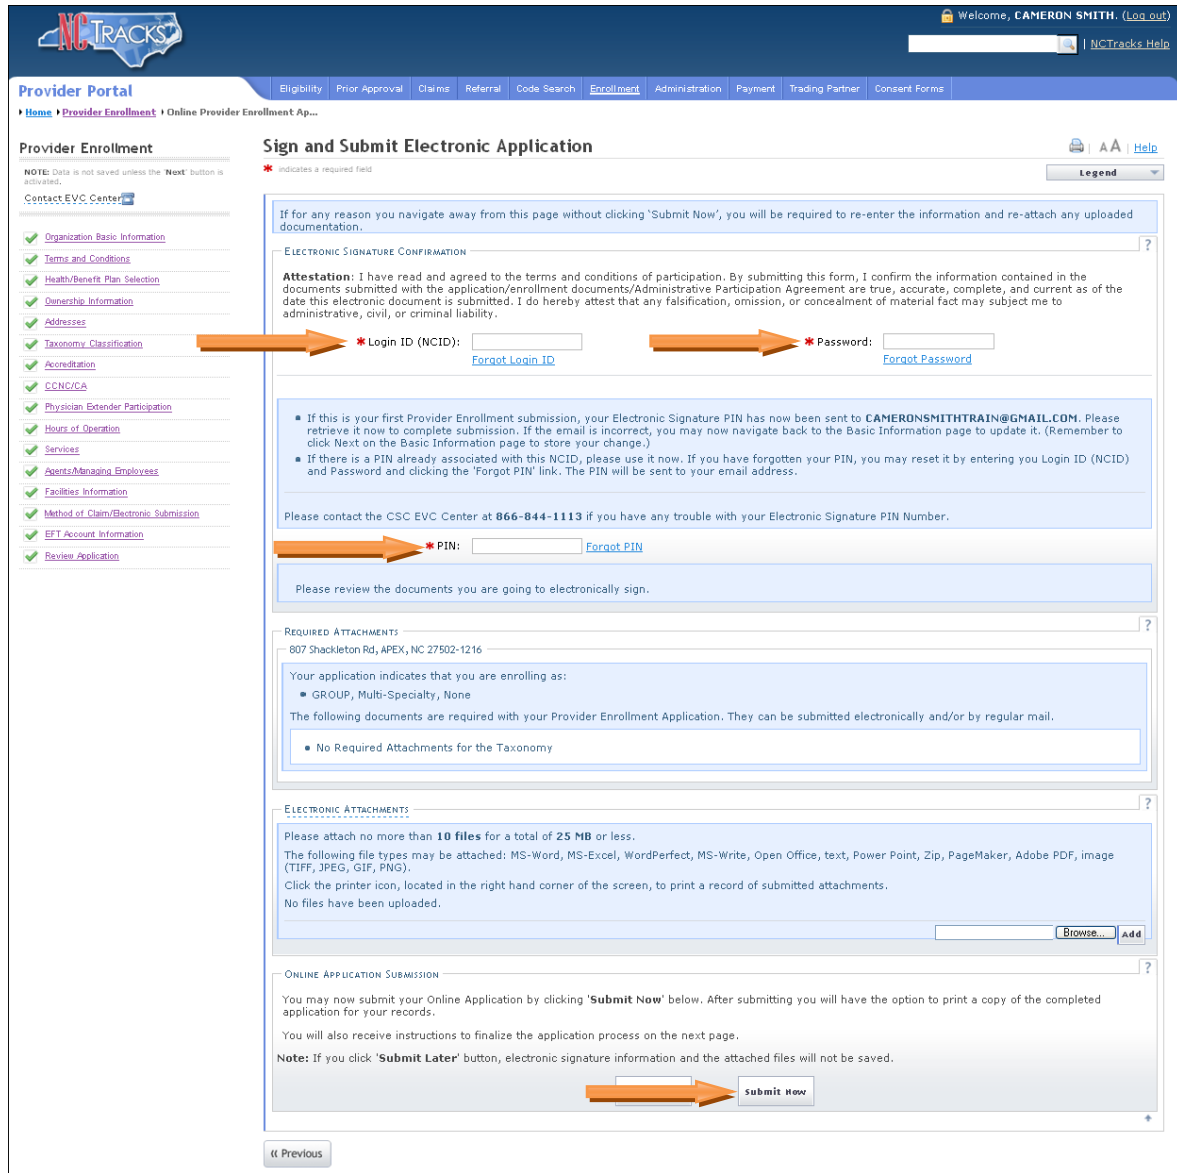 NCTRACKS
Welcome, CAMERON SMITH. (Log out)
| NCTracks Help
Provider Portal
Eligibility Prior Approval Claims Referral Code Search Enrollment Administration Payment Trading Partner Consent Forms
Home Provider Enrollment Online Provider Enrollment Ap...
Provider Enrollment
NOTE: Data is not saved unless the 'Next' button is
activated.
Contact EVC Center
Organization Basic Information
Terms and Conditions
Health/Benefit Plan Selection
Ownership Information
Addresses
Taxonomy Classification
Accreditation
CCNC/CA
Physician Extender Participation
Hours of Operation
Services
Agents/Managing Employees
Facilities Information
Method of Claim/Electronic Submission
EFT Account Information
Review Application
Sign and Submit Electronic Application
| A A | Help
* indicates a required field
Legend
If for any reason you navigate away from this page without clicking 'Submit Now', you will be required to re-enter the information and re-attach any uploaded
documentation.
ELECTRONIC SIGNATURE CONFIRMATION
?
Attestation: I have read and agreed to the terms and conditions of participation. By submitting this form, I confirm the information contained in the
documents submitted with the application/enrollment documents/Administrative Participation Agreement are true, accurate, complete, and current as of the
date this electronic document is submitted. I do hereby attest that any falsification, omission, or concealment of material fact may subject me to
administrative, civil, or criminal liability.
* Login ID (NCID): * Password:
Forgot Login ID Forgot Password
If this is your first Provider Enrollment submission, your Electronic Signature PIN has now been sent to CAMERONSMITHTRAIN@GMAIL.COM. Please
retrieve it now to complete submission. If the email is incorrect, you may now navigate back to the Basic Information page to update it. (Remember to
click Next on the Basic Information page to store your change.)
If there is a PIN already associated with this NCID, please use it now. If you have forgotten your PIN, you may reset it by entering you Login ID (NCID)
and Password and clicking the 'Forgot PIN' link. The PIN will be sent to your email address.
Please contact the CSC EVC Center at 866-844-1113 if you have any trouble with your Electronic Signature PIN Number.
* PIN: Forgot PIN
Please review the documents you are going to electronically sign.
REQUIRED ATTACHMENTS
?
807 Shackleton Rd, APEX, NC 27502-1216
Your application indicates that you are enrolling as:
GROUP, Multi-Specialty, None
The following documents are required with your Provider Enrollment Application. They can be submitted electronically and/or by regular mail.
No Required Attachments for the Taxonomy
ELECTRONIC ATTACHMENTS
?
Please attach no more than 10 files for a total of 25 MB or less.
The following file types may be attached: MS-Word, MS-Excel, WordPerfect, MS-Write, Open Office, text, Power Point, Zip, PageMaker, Adobe PDF, image
(TIFF, JPEG, GIF, PNG).
Click the printer icon, located in the right hand corner of the screen, to print a record of submitted attachments.
No files have been uploaded.
Browse... Add
ONLINE APPLICATION SUBMISSION
?
You may now submit your Online Application by clicking 'Submit Now' below. After submitting you will have the option to print a copy of the completed
application for your records.
You will also receive instructions to finalize the application process on the next page.
Note: If you click 'Submit Later' button, electronic signature information and the attached files will not be saved.
Submit Now
« Previous